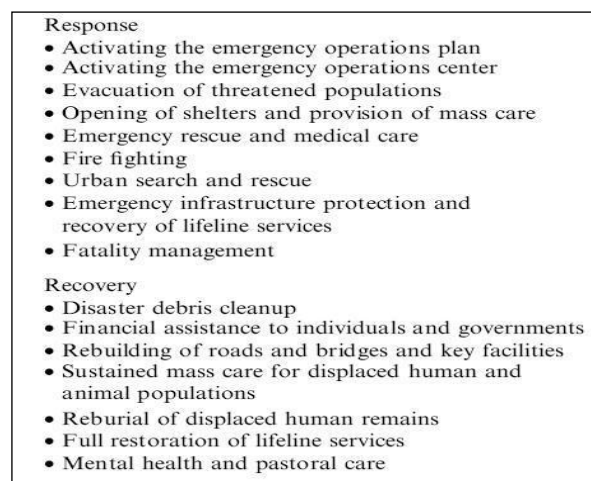 Response
• Activating the emergency operations plan
• Activating the emergency operations center
• Evacuation of threatened populations
• Opening of shelters and provision of mass care
• Emergency rescue and medical care
• Fire fighting
• Urban search and rescue
• Emergency infrastructure protection and
recovery of lifeline services
• Fatality management
Recovery
• Disaster debris cleanup
• Financial assistance to individuals and governments
• Rebuilding of roads and bridges and key facilities
• Sustained mass care for displaced human and
animal populations
• Reburial of displaced human remains
• Full restoration of lifeline services
• Mental health and pastoral care